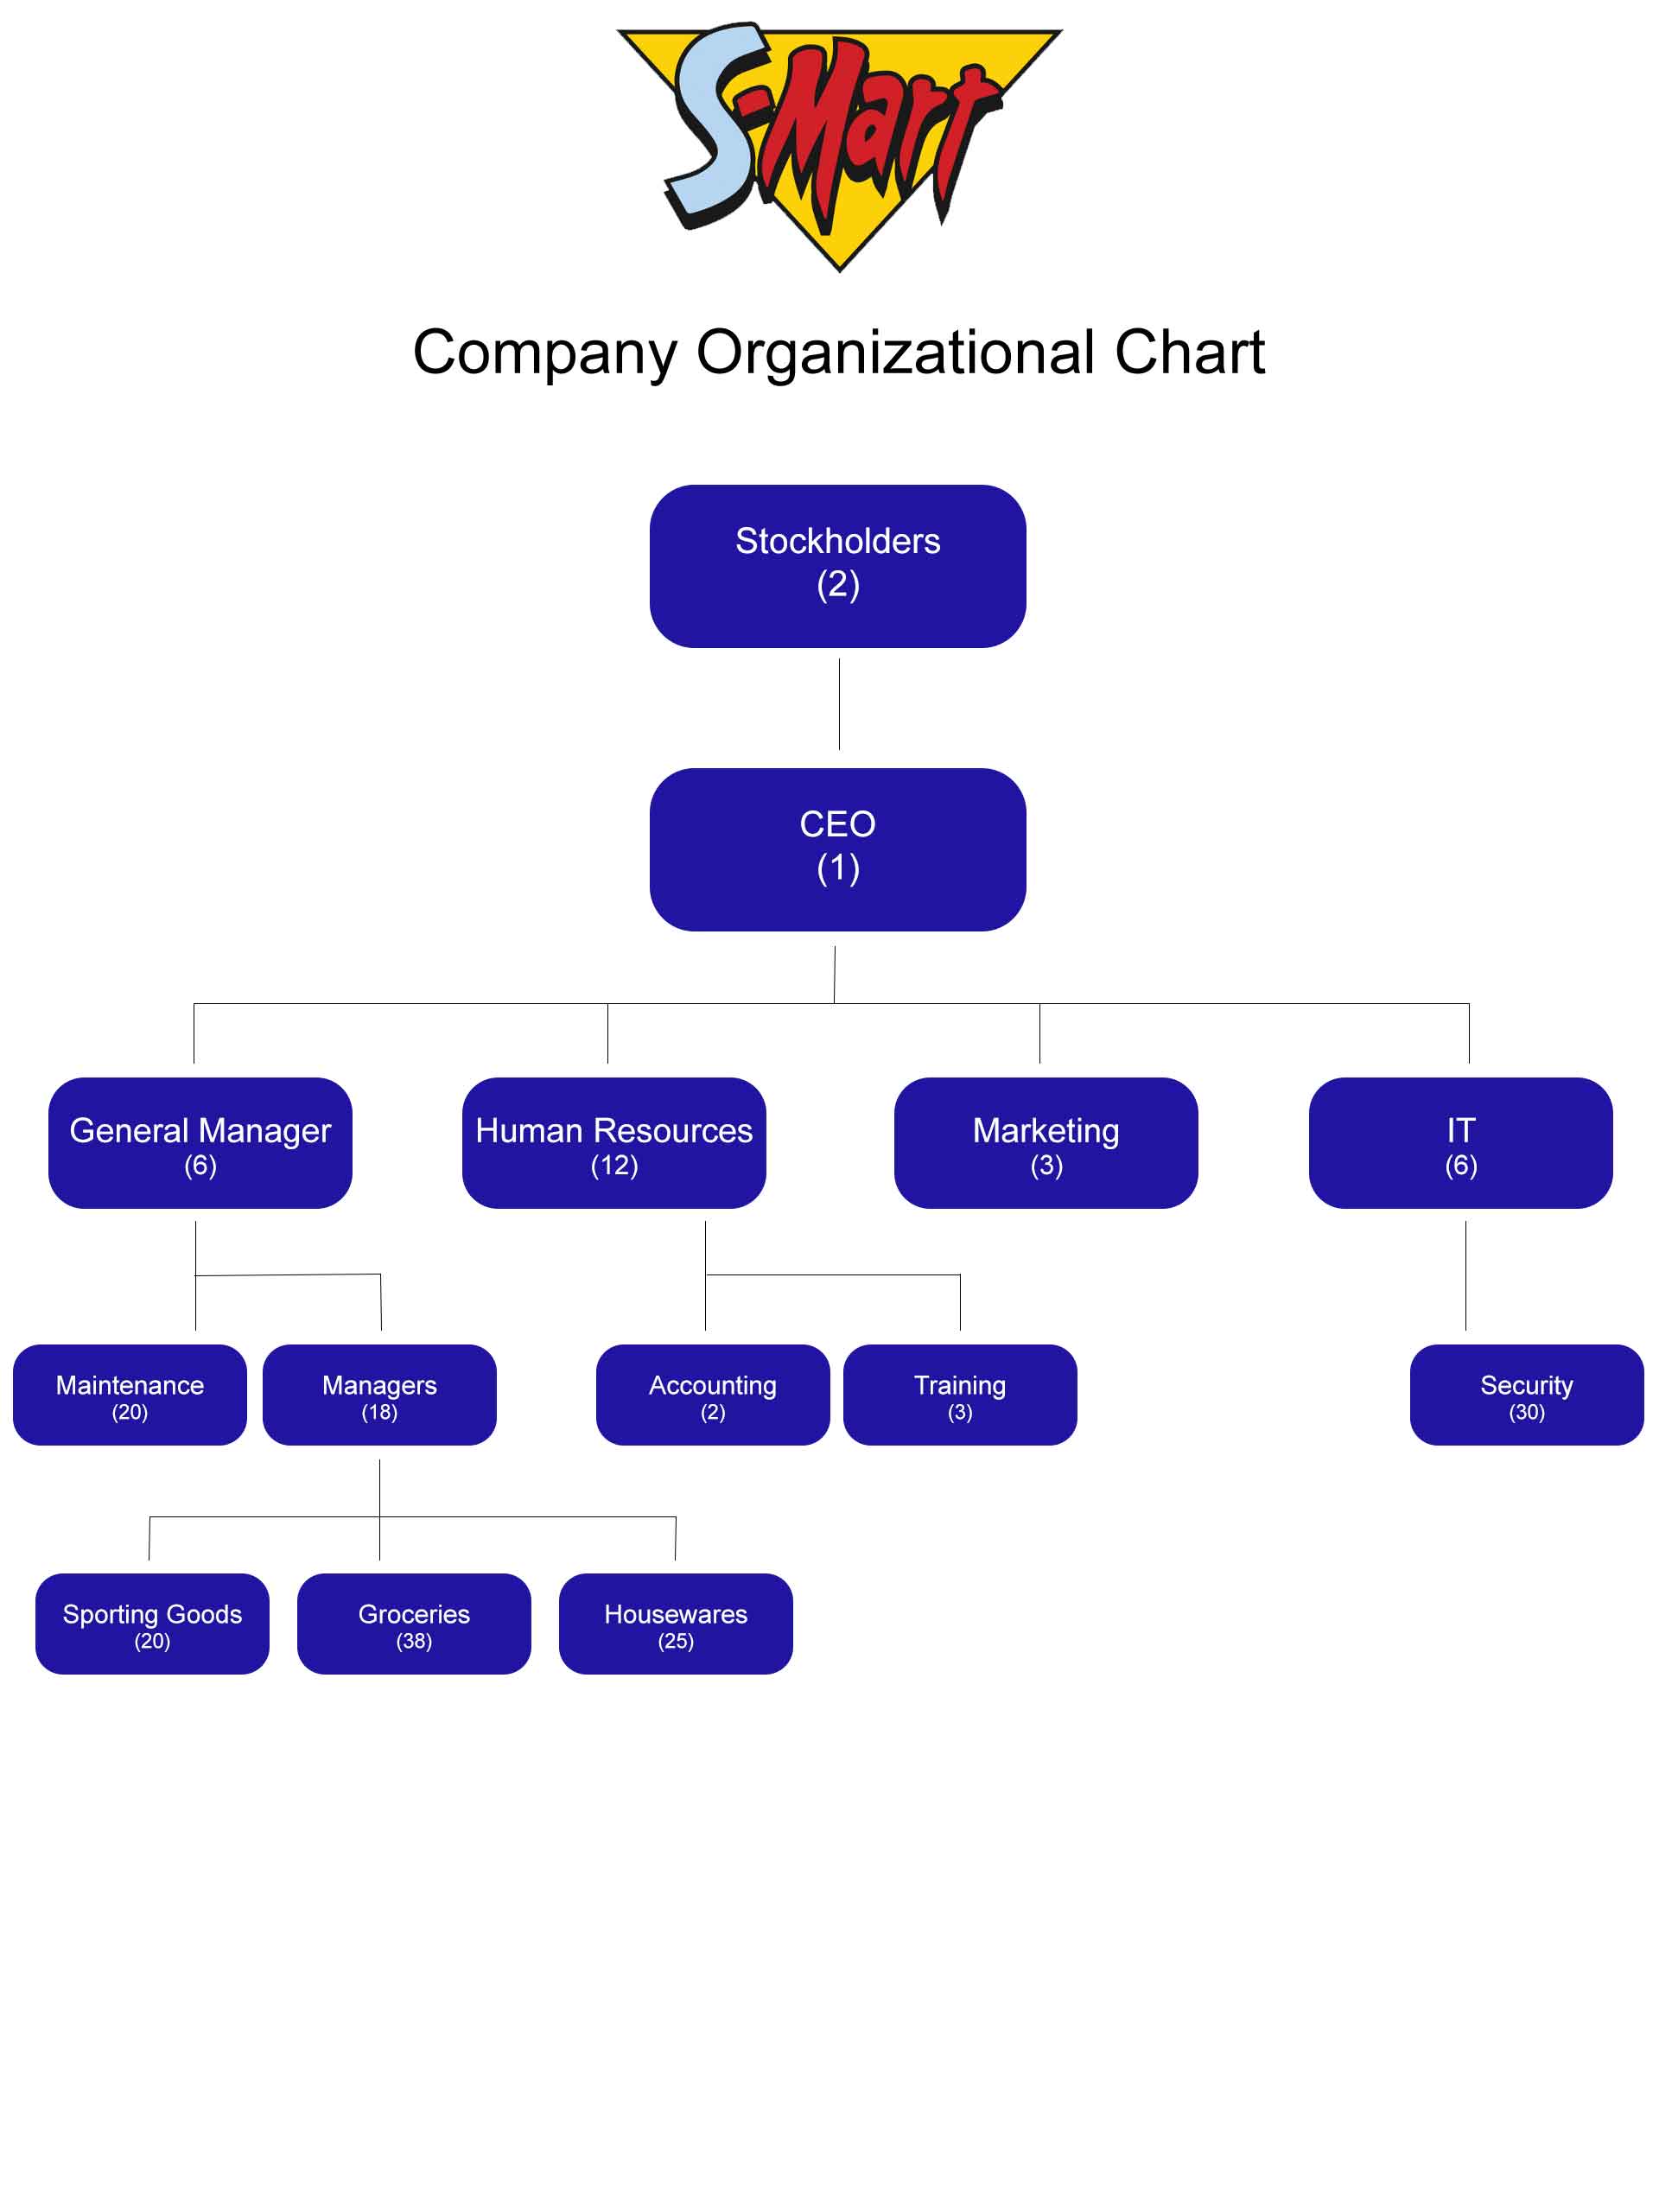 S-Mart
Company Organizational Chart
Stockholders
(2)
CEO
(1)
General Manager
(6)
Human Resources
(12)
Marketing
(3)
IT
(6)
Maintenance
(20)
Managers
(18)
Accounting
(2)
Training
(3)
Security
(30)
Sporting Goods
(20)
Groceries
(38)
Housewares
(25)